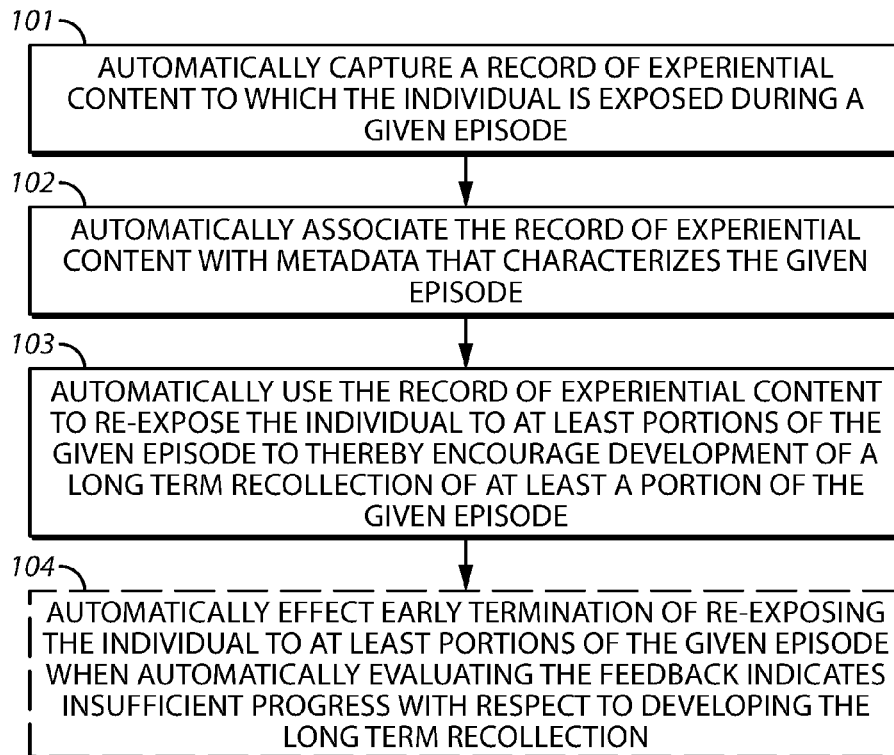 101
AUTOMATICALLY CAPTURE A RECORD OF EXPERIENTIAL
CONTENT TO WHICH THE INDIVIDUAL IS EXPOSED DURING A
GIVEN EPISODE
102
AUTOMATICALLY ASSOCIATE THE RECORD OF EXPERIENTIAL
CONTENT WITH METADATA THAT CHARACTERIZES THE GIVEN
EPISODE
103
AUTOMATICALLY USE THE RECORD OF EXPERIENTIAL CONTENT
TO RE-EXPOSE THE INDIVIDUAL TO AT LEAST PORTIONS OF THE
GIVEN EPISODE TO THEREBY ENCOURAGE DEVELOPMENT OF A
LONG TERM RECOLLECTION OF AT LEAST A PORTION OF THE
GIVEN EPISODE
104
AUTOMATICALLY EFFECT EARLY TERMINATION OF RE-EXPOSING
THE INDIVIDUAL TO AT LEAST PORTIONS OF THE GIVEN EPISODE
WHEN AUTOMATICALLY EVALUATING THE FEEDBACK INDICATES
INSUFFICIENT PROGRESS WITH RESPECT TO DEVELOPING THE
LONG TERM RECOLLECTION